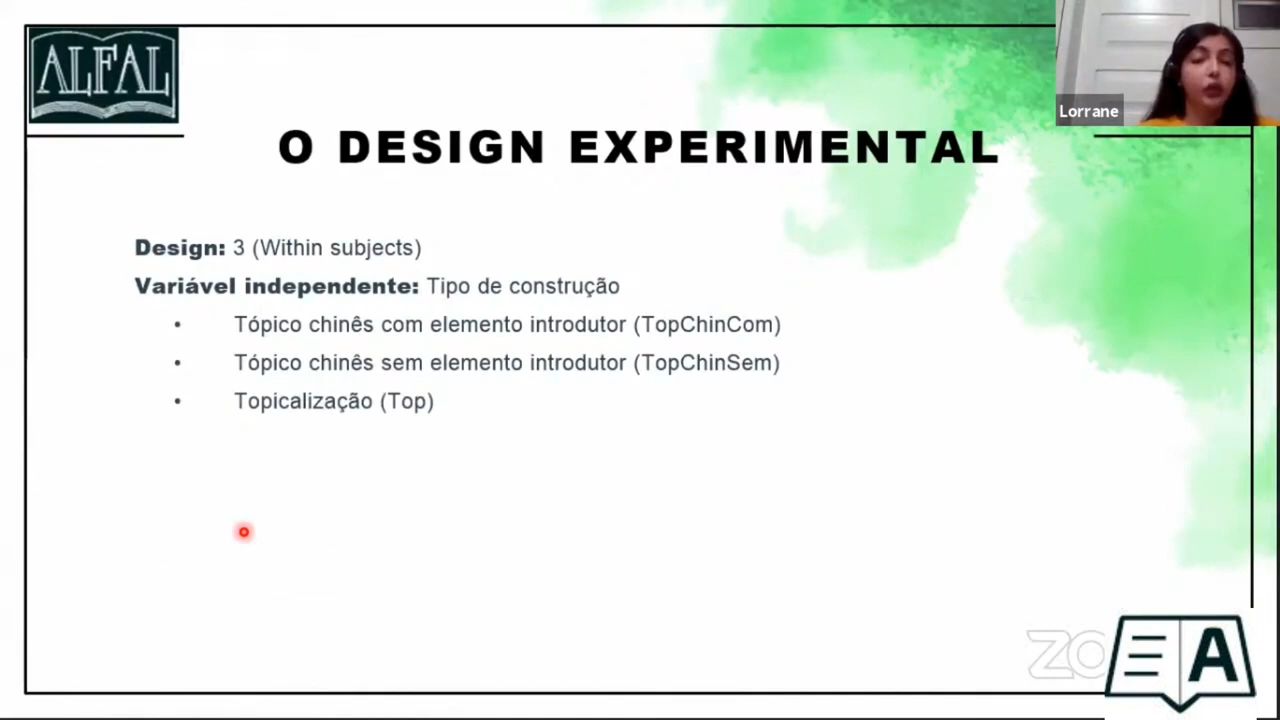 ALFAL
Lorrane
O DESIGN EXPERIMENTAL
Design: 3 (Within subjects)
Variável independente: Tipo de construção
• Tópico chinês com elemento introdutor (TopChinCom)
• Tópico chinês sem elemento introdutor (TopChinSem)
• Topicalização (Top)
A